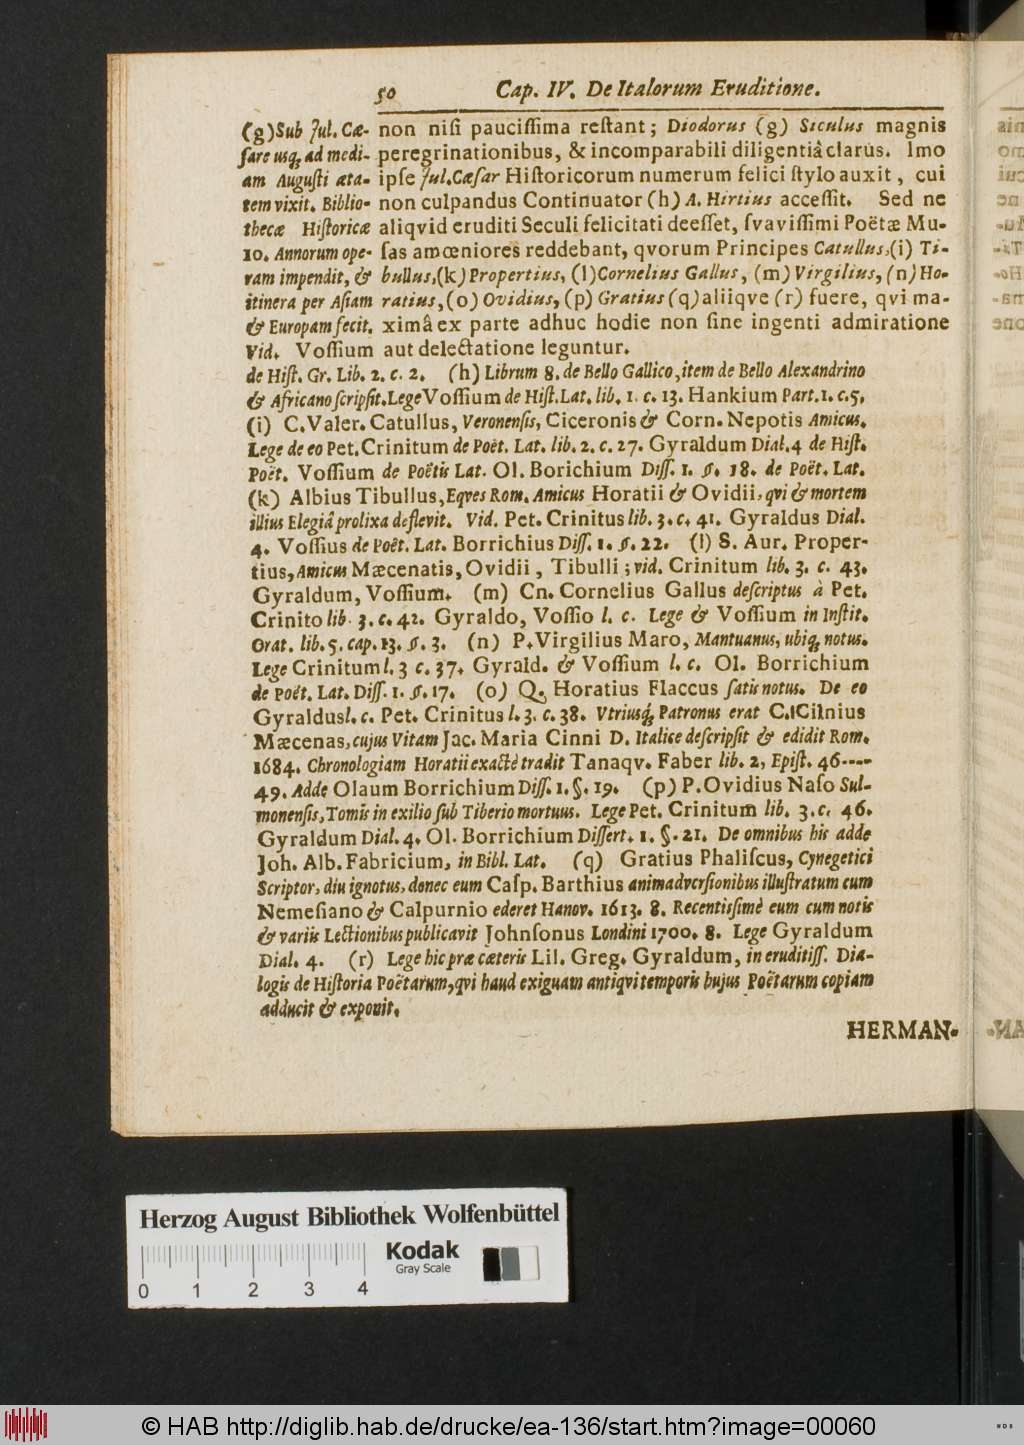 50 Cap. IV. De Italorum Eruditione.
non niſi pauciſſima reſtant; Diodorus (g) Siculus magnis
peregrinationibus, & incomparabili diligentiâ clarus. Imo
ipſe Jul. Cæſar Hiſtoricorum numerum felici ſtylo auxit, cui
non culpandus Continuator (h) A. Hirtius acceſſit. Sed ne
aliqvid eruditi Seculi felicitati deeſſet, ſvaviſſimi Poëtæ Mu-
ſas amœniores reddebant, qvorum Principes Catullus, (i) Ti-
bullus, (k) Propertius, (l) Cornelius Gallus, (m) Virgilius, (n) Ho-
ratius, (o) Ovidius, (p) Gratius (q) aliiqve (r) fuere, qvi ma-
ximâ ex parte adhuc hodie non ſine ingenti admiratione
aut delectatione leguntur.
(g) Sub Jul. Cæ-
ſare usq; ad medi-
am Auguſti æta-
tem vixit. Biblio-
thecæ Hiſtoricæ
10. Annorum ope-
ram impendit, &
itinera per Aſiam
& Europam fecit.
Vid. Voſſium
de Hiſt. Gr. Lib. 2. c. 2. (h) Librum 8. de Bello Gallico, item de Bello Alexandrino
& Africano ſcripſit. Lege Voſſium de Hiſt. Lat. lib. 1. c. 13. Hankium Part. 1. c. 5.
(i) C. Valer. Catullus, Veronenſis, Ciceronis & Corn. Nepotis Amicus.
Lege de eo Pet. Crinitum de Poët. Lat. lib. 2. c. 27. Gyraldum Dial. 4 de Hiſt.
Poët. Voſſium de Poëtis Lat. Ol. Borichium Diſſ. 1. §. 18. de Poët. Lat.
(k) Albius Tibullus, Eqves Rom. Amicus Horatii & Ovidii, qvi & mortem
illius Elegiâ prolixa deflevit. Vid. Pet. Crinitus lib. 3. c. 41. Gyraldus Dial.
4. Voſſius de Poët. Lat. Borrichius Diſſ. 1. §. 22. (l) S. Aur. Proper-
tius, Amicus Mæcenatis, Ovidii, Tibulli; vid. Crinitum lib. 3. c. 43.
Gyraldum, Voſſium. (m) Cn. Cornelius Gallus deſcriptus à Pet.
Crinito lib. 3. c. 42. Gyraldo, Voſſio l. c. Lege & Voſſium in Inſtit.
Orat. lib. 5. cap. 13. §. 3. (n) P. Virgilius Maro, Mantuanus, ubiq; notus.
Lege Crinitum l. 3 c. 37. Gyrald. & Voſſium l. c. Ol. Borrichium
de Poët. Lat. Diſſ. 1. §. 17. (o) Q. Horatius Flaccus ſatis notus. De eo
Gyraldus l. c. Pet. Crinitus l. 3. c. 38. Vtriusq; Patronus erat C. Cilnius
Mæcenas, cujus Vitam Jac. Maria Cinni D. Italice deſcripſit & edidit Rom.
1684. Chronologiam Horatii exactè tradit Tanaqv. Faber lib. 2, Epiſt. 46----
49. Adde Olaum Borrichium Diſſ. 1. §. 19. (p) P. Ovidius Naſo Sul-
monenſis, Tomis in exilio ſub Tiberio mortuus. Lege Pet. Crinitum lib. 3. c. 46.
Gyraldum Dial. 4. Ol. Borrichium Diſſert. 1. §. 21. De omnibus his adde
Joh. Alb. Fabricium, in Bibl. Lat. (q) Gratius Phaliſcus, Cynegetici
Scriptor, diu ignotus, donec eum Caſp. Barthius animadverſionibus illuſtratum cum
Nemeſiano & Calpurnio ederet Hanov. 1613. 8. Recentiſſimè eum cum notis
& variis Lectionibus publicavit Johnſonus Londini 1700. 8. Lege Gyraldum
Dial. 4. (r) Lege hic præ cæteris Lil. Greg. Gyraldum, in eruditiſſ. Dia-
logis de Hiſtoria Poëtarum, qvi haud exiguam antiqvi temporis hujus Poëtarum copiam
adducit & exponit.
HERMAN-
Herzog August Bibliothek Wolfenbüttel
Kodak
Gray Scale
0 1 2 3 4
© HAB http://diglib.hab.de/drucke/ea-136/start.htm?image=00060